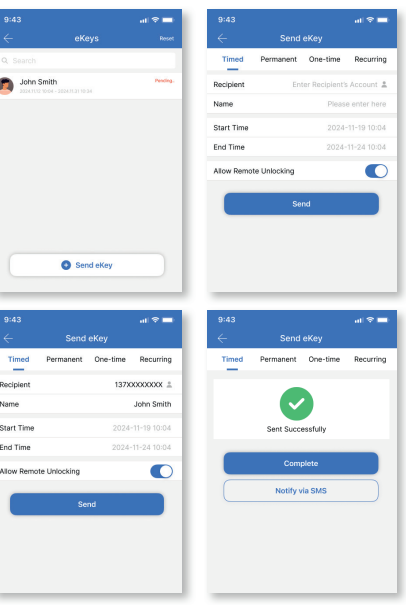 9:43
eKeys
Reset
Search
John Smith
Pending.
9:43
Send eKey
Timed Permanent One-time Recurring
Recipient Enter Recipient's Account
Name Please enter here
Start Time 2024-11-19 10:04
End Time 2024-11-24 10:04
Allow Remote Unlocking
Send
Send eKey
9:43
Send eKey
Timed Permanent One-time Recurring
Recipient 137XXXXXXXX
Name John Smith
Start Time 2024-11-19 10:04
End Time 2024-11-24 10:04
Allow Remote Unlocking
Send
9:43
Send eKey
Timed Permanent One-time Recurring
Sent Successfully
Complete
Notify via SMS